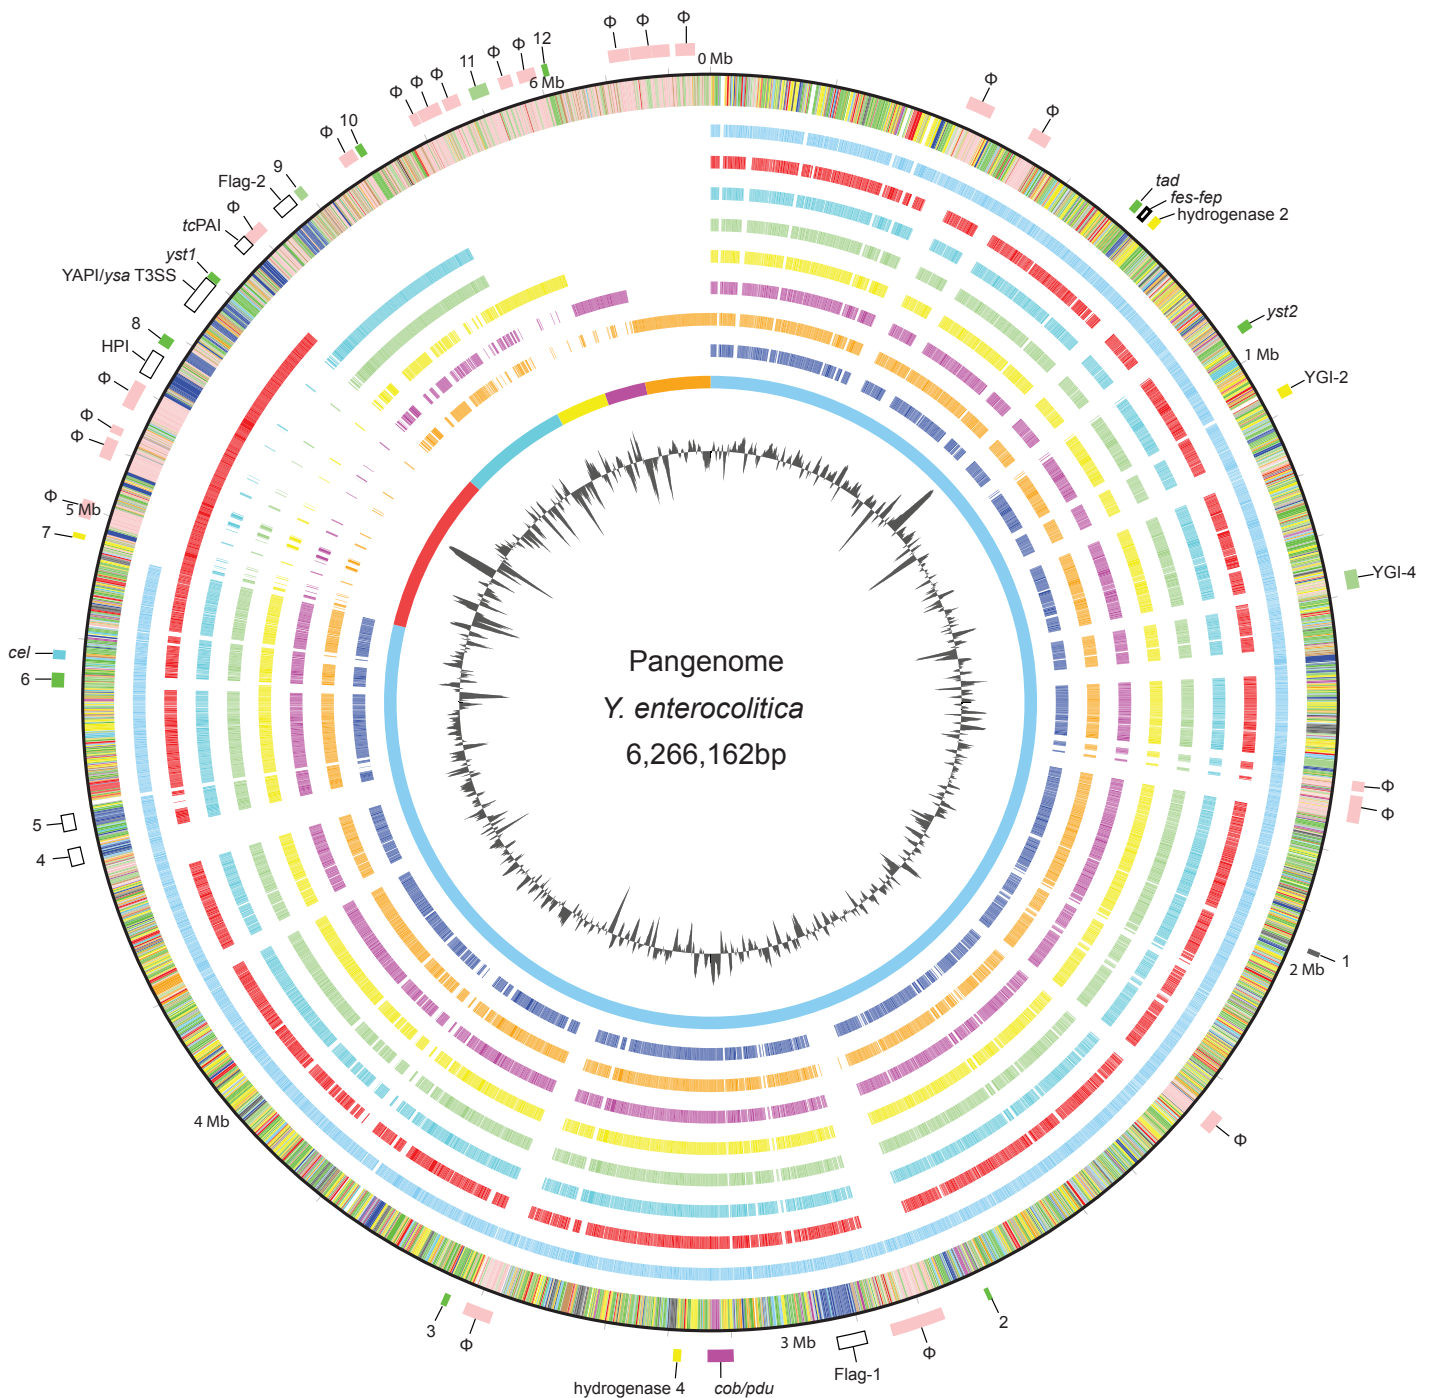 Φ Φ Φ
0 Mb
Φ
Φ
tad
fes-fep
hydrogenase 2
yst2
1 Mb
YGI-2
YGI-4
Φ
Φ
1
2 Mb
Φ
2
Φ
Flag-1
3 Mb
cob/pdu
hydrogenase 4
Φ
3
4 Mb
4
5
6
cel
7
5 Mb
Φ
Φ
Φ
Φ
HPI
8
YAPI/ysa T3SS
yst1
tcPAI
Φ
Flag-2
9
Φ
10
Φ
Φ
Φ
11
Φ
Φ
12
6 Mb
Pangenome
Y. enterocolitica
6,266,162bp